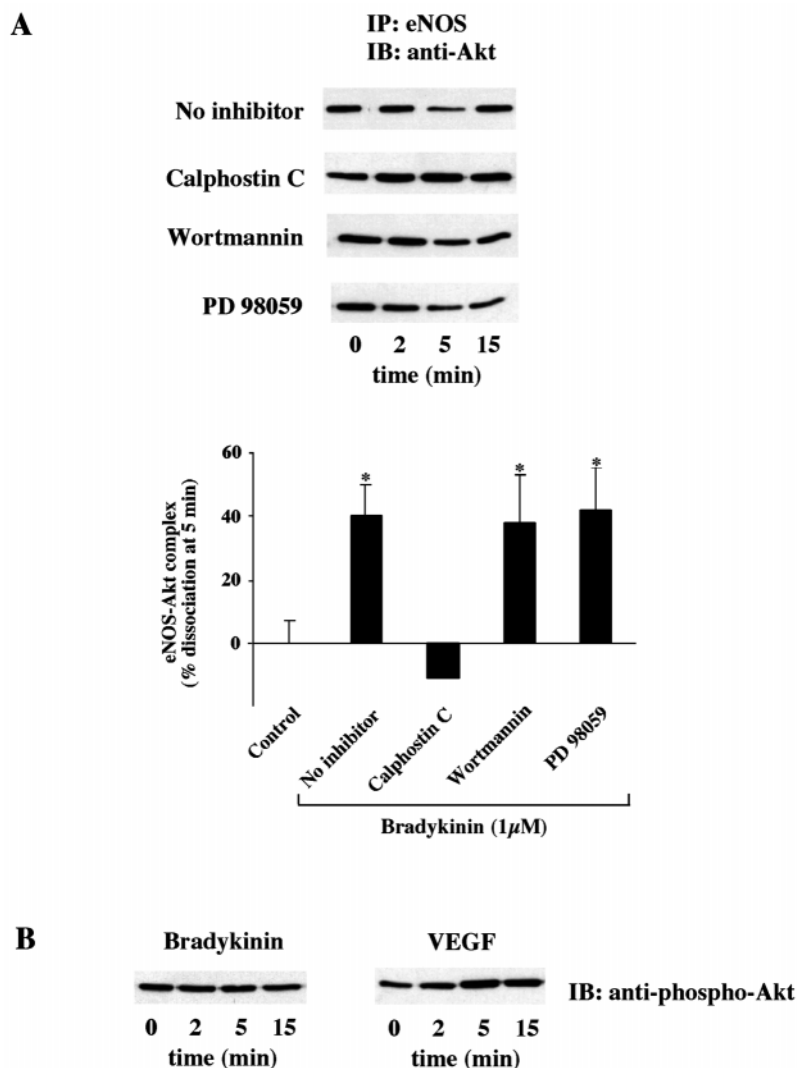 A
IP: eNOS
IB: anti-Akt
No inhibitor
Calphostin C
Wortmannin
PD 98059
0 2 5 15
time (min)
eNOS-Akt complex
(% dissociation at 5 min)
60
40
20
0
* * *
Control
No inhibitor
Calphostin C
Wortmannin
PD 98059
Bradykinin (1μM)
B
Bradykinin
VEGF
IB: anti-phospho-Akt
0 2 5 15
time (min)
0 2 5 15
time (min)